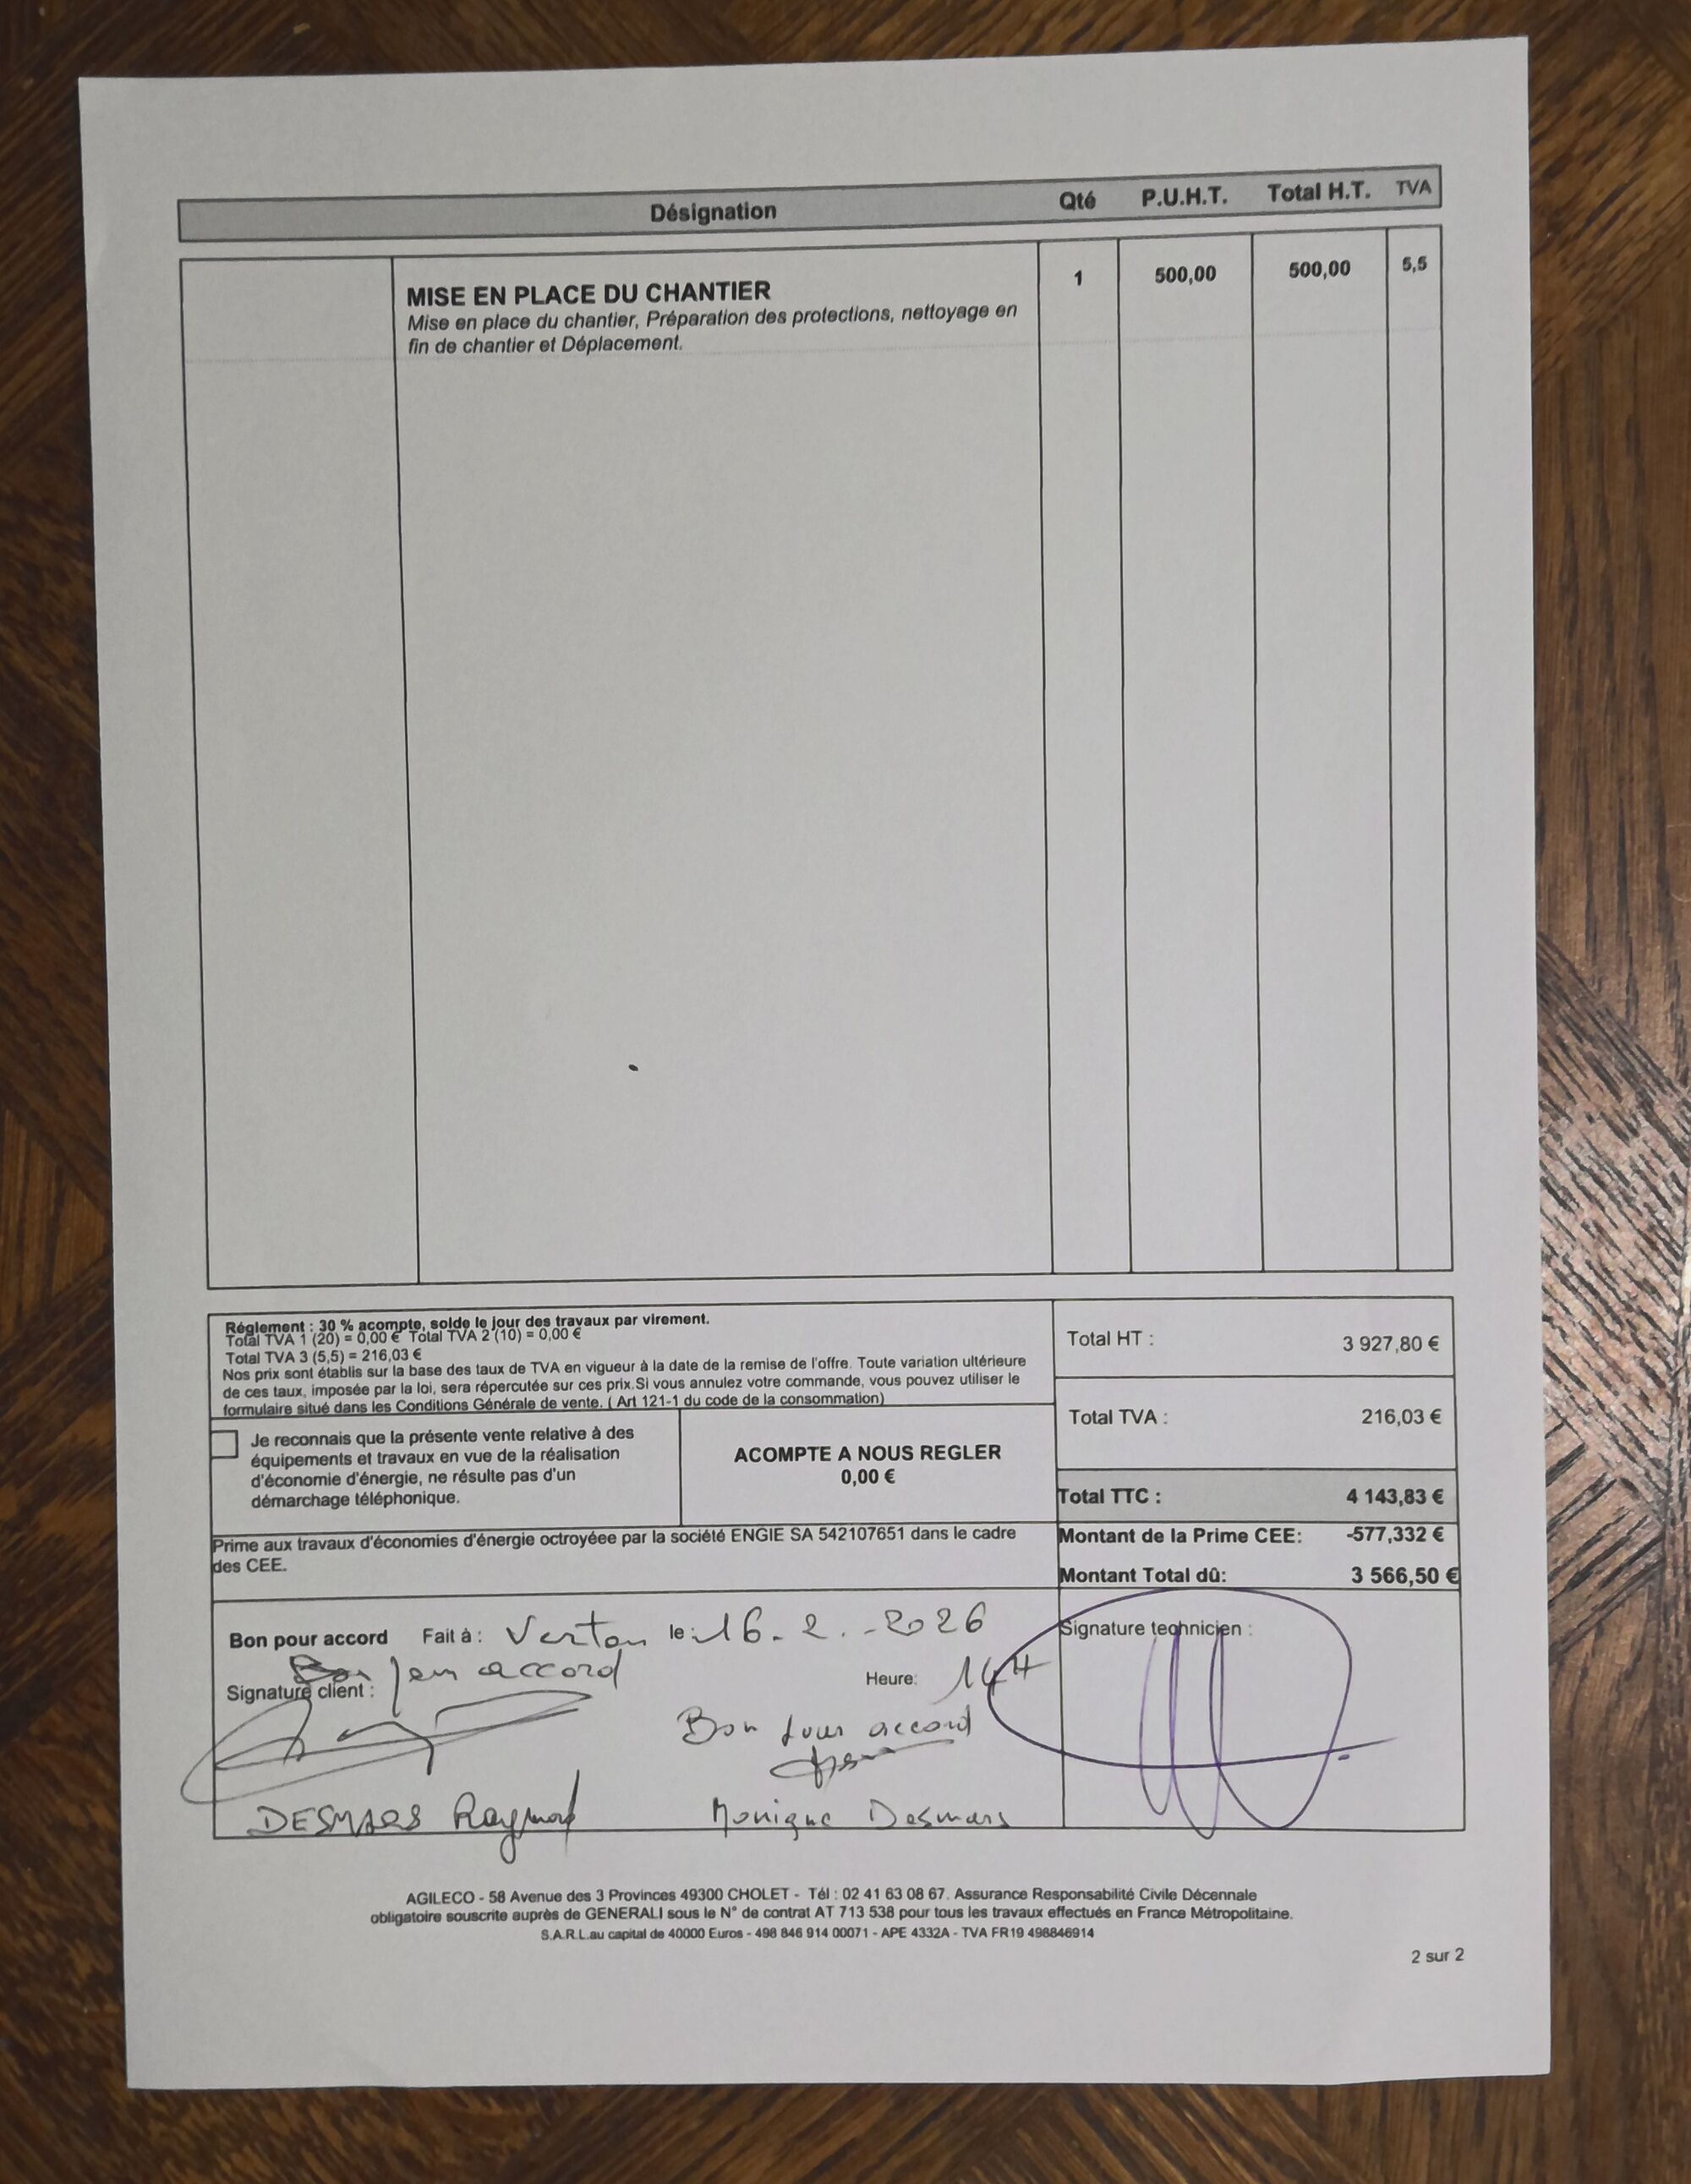 Désignation Qté P.U.H.T. Total H.T. TVA
MISE EN PLACE DU CHANTIER 1 500,00 500,00 5,5
Mise en place du chantier, Préparation des protections, nettoyage en
fin de chantier et Déplacement.
Réglement : 30 % acompte, solde le jour des travaux par virement.
Total TVA 1 (20) = 0,00 € Total TVA 2 (10) = 0,00 €
Total TVA 3 (5,5) = 216,03 €
Nos prix sont établis sur la base des taux de TVA en vigueur à la date de la remise de l'offre. Toute variation ultérieure
de ces taux, imposée par la loi, sera répercutée sur ces prix.Si vous annulez votre commande, vous pouvez utiliser le
formulaire situé dans les Conditions Générale de vente. ( Art 121-1 du code de la consommation)
Total HT : 3 927,80 €
Total TVA : 216,03 €
Je reconnais que la présente vente relative à des
équipements et travaux en vue de la réalisation
d'économie d'énergie, ne résulte pas d'un
démarchage téléphonique.
ACOMPTE A NOUS REGLER
0,00 €
Total TTC : 4 143,83 €
Prime aux travaux d'économies d'énergie octroyéee par la société ENGIE SA 542107651 dans le cadre
des CEE.
Montant de la Prime CEE: -577,332 €
Montant Total dû: 3 566,50 €
Bon pour accord Fait à : Vertou le : 16. 2. - 2026
Bon pour accord
Signature client :
Heure: 14H
Signature technicien :
Bon pour accord
DESMARS Raymond
Monique Desmars
AGILECO - 58 Avenue des 3 Provinces 49300 CHOLET - Tél : 02 41 63 08 67. Assurance Responsabilité Civile Décennale
obligatoire souscrite auprès de GENERALI sous le N° de contrat AT 713 538 pour tous les travaux effectués en France Métropolitaine.
S.A.R.L.au capital de 40000 Euros - 498 846 914 00071 - APE 4332A - TVA FR19 498846914
2 sur 2